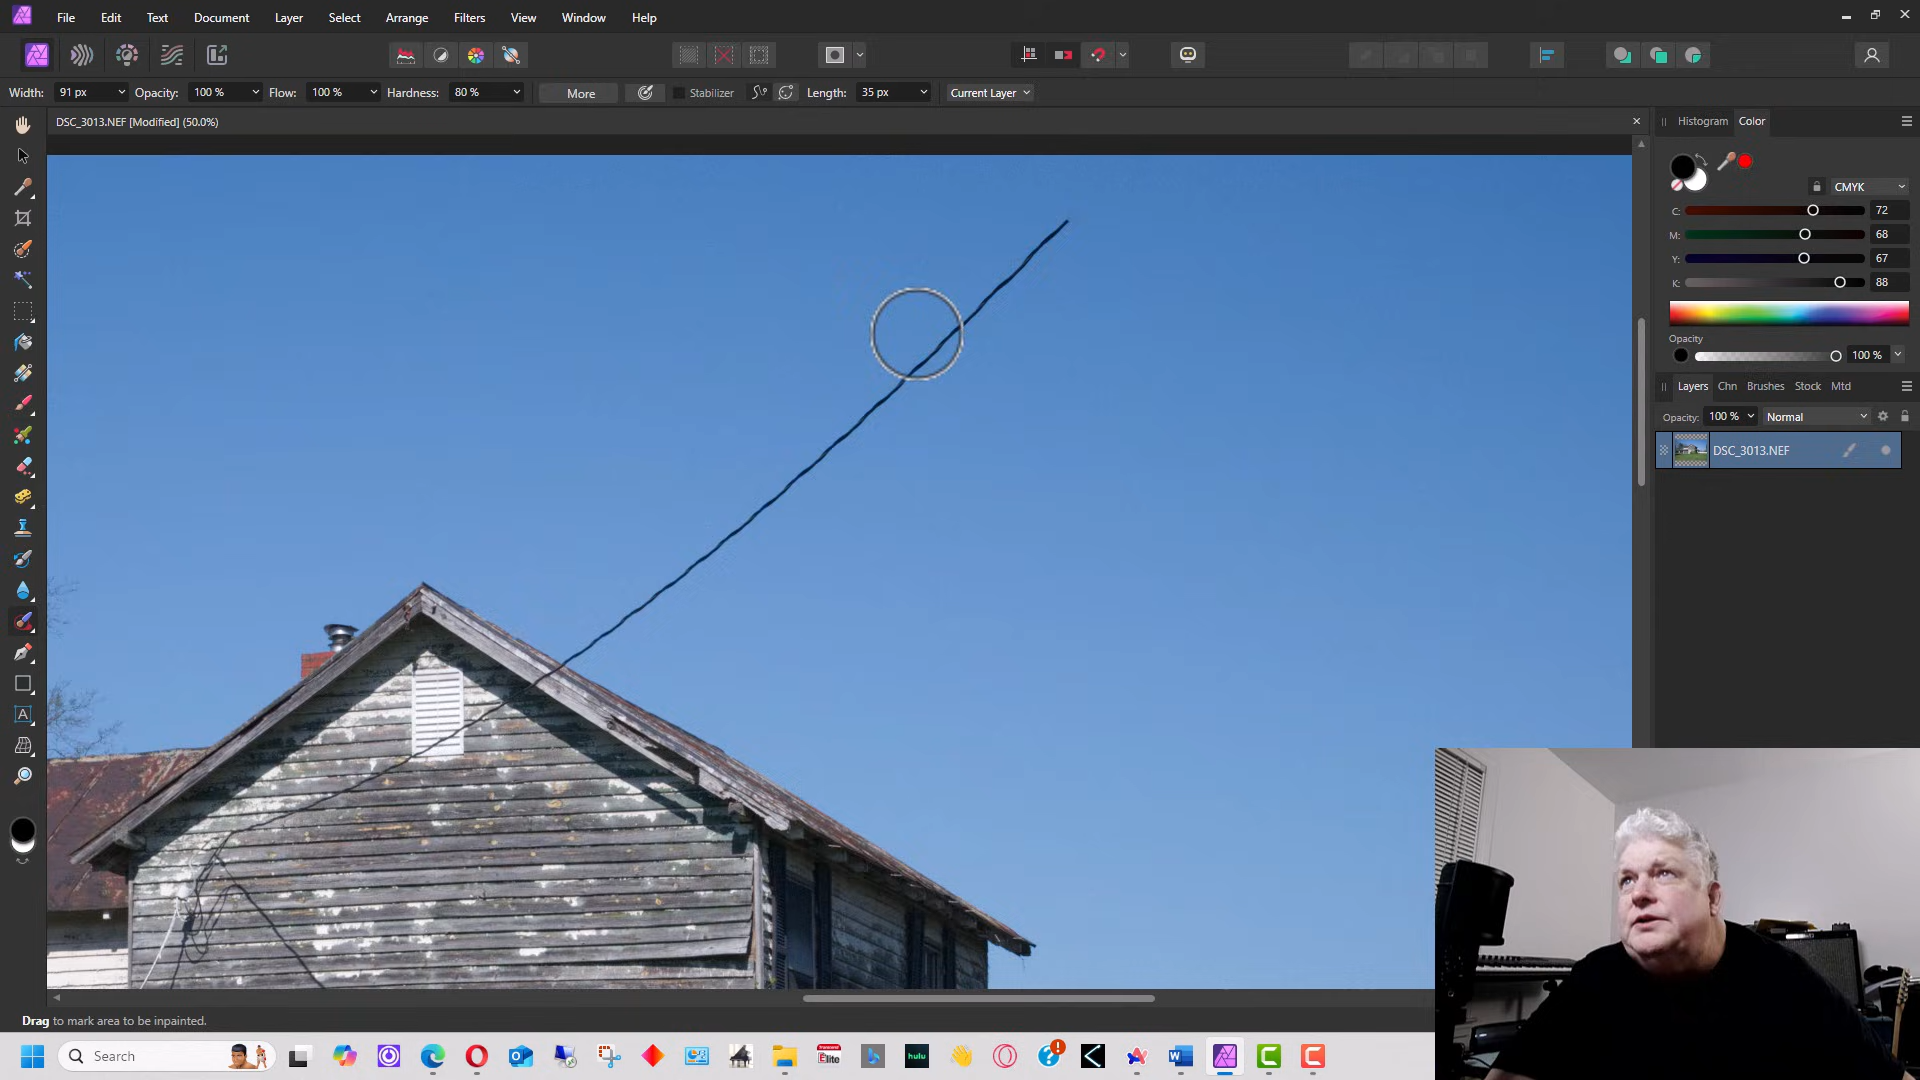 File Edit Text Document Layer Select Arrange Filters View Window Help
Width: 91 px Opacity: 100 % Flow: 100 % Hardness: 80 % More Stabilizer Length: 35 px Current Layer
DSC_3013.NEF [Modified] (50.0%)
Histogram Color
CMYK
C: 72
M: 68
Y: 67
K: 88
Opacity
100 %
Layers Chn Brushes Stock Mtd
Opacity: 100 % Normal
DSC_3013.NEF
A
Drag to mark area to be inpainted.
Search
hulu
Elite